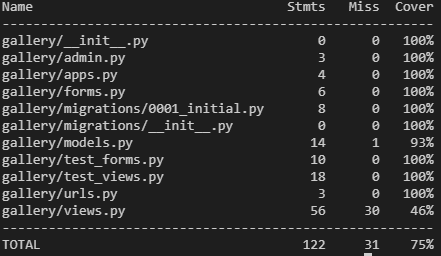 Name Stmts Miss Cover
----------------------------------------------------------
gallery/__init__.py 0 0 100%
gallery/admin.py 3 0 100%
gallery/apps.py 4 0 100%
gallery/forms.py 6 0 100%
gallery/migrations/0001_initial.py 8 0 100%
gallery/migrations/__init__.py 0 0 100%
gallery/models.py 14 1 93%
gallery/test_forms.py 10 0 100%
gallery/test_views.py 18 0 100%
gallery/urls.py 3 0 100%
gallery/views.py 56 30 46%
----------------------------------------------------------
TOTAL 122 31 75%